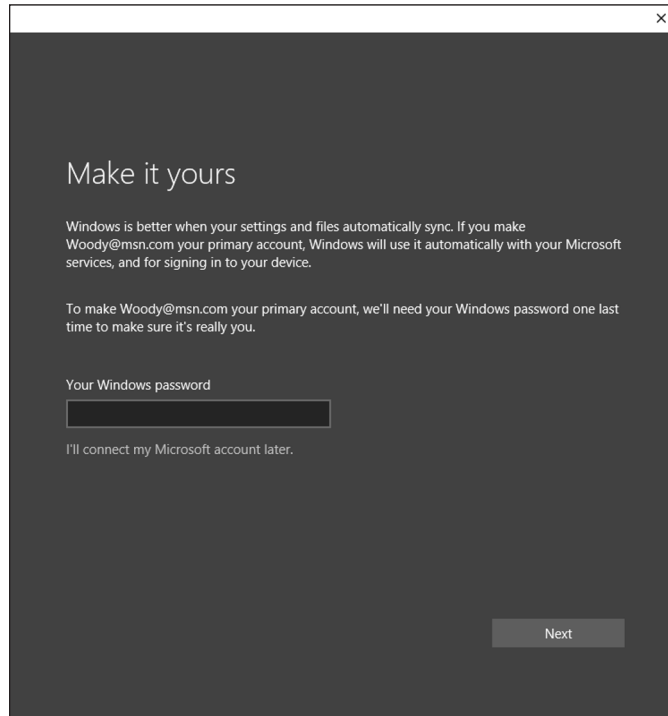 Make it yours
Windows is better when your settings and files automatically sync. If you make
Woody@msn.com your primary account, Windows will use it automatically with your Microsoft
services, and for signing in to your device.
To make Woody@msn.com your primary account, we'll need your Windows password one last
time to make sure it's really you.
Your Windows password
I'll connect my Microsoft account later.
Next